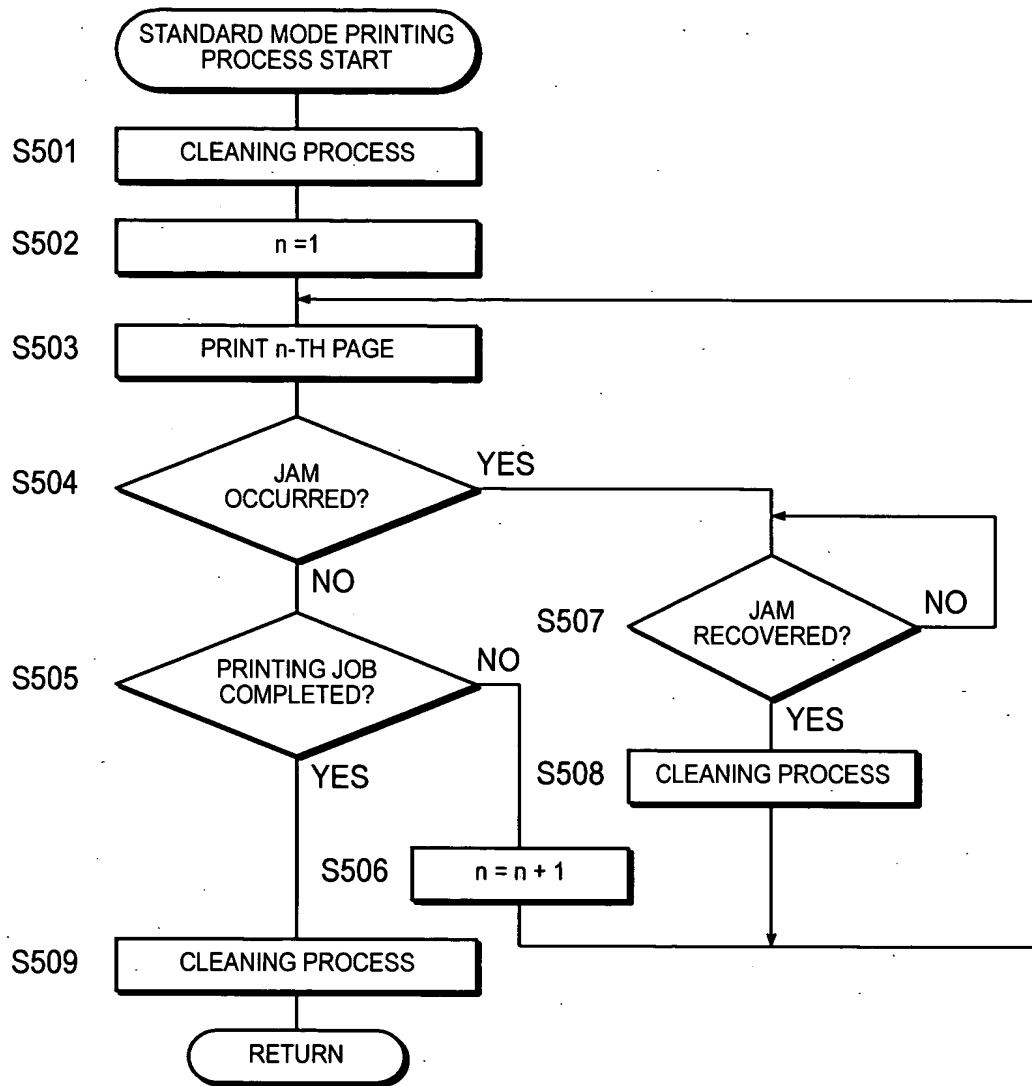 STANDARD MODE PRINTING
PROCESS START
S501
CLEANING PROCESS
S502
n =1
S503
PRINT n-TH PAGE
S504
JAM
OCCURRED?
YES
NO
S507
JAM
RECOVERED?
NO
YES
S505
PRINTING JOB
COMPLETED?
NO
YES
S508
CLEANING PROCESS
S506
n = n + 1
S509
CLEANING PROCESS
RETURN